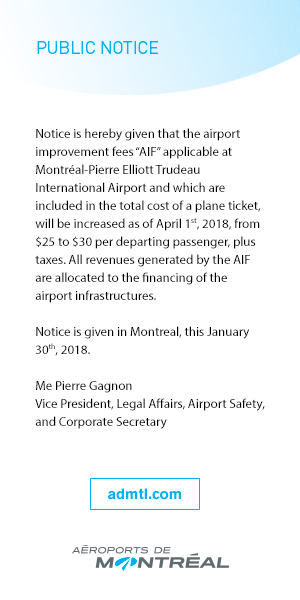 PUBLIC NOTICE
Notice is hereby given that the airport
improvement fees “AIF” applicable at
Montréal-Pierre Elliott Trudeau
International Airport and which are
included in the total cost of a plane ticket,
will be increased as of April 1st, 2018, from
$25 to $30 per departing passenger, plus
taxes. All revenues generated by the AIF
are allocated to the financing of the
airport infrastructures.
Notice is given in Montreal, this January
30th, 2018.
Me Pierre Gagnon
Vice President, Legal Affairs, Airport Safety,
and Corporate Secretary
admtl.com
AÉROPORTS DE
MONTRÉAL